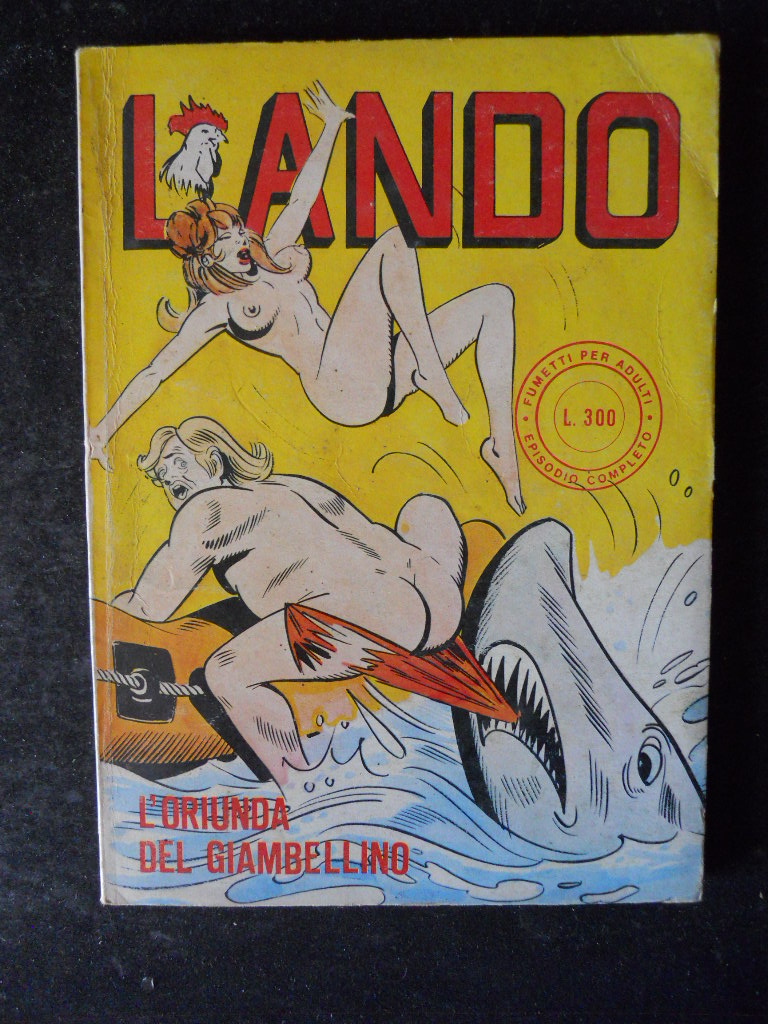 LANDO
FUMETTI PER ADULTI
L. 300
EPISODIO COMPLETO
L'ORIUNDA
DEL GIAMBELLINO